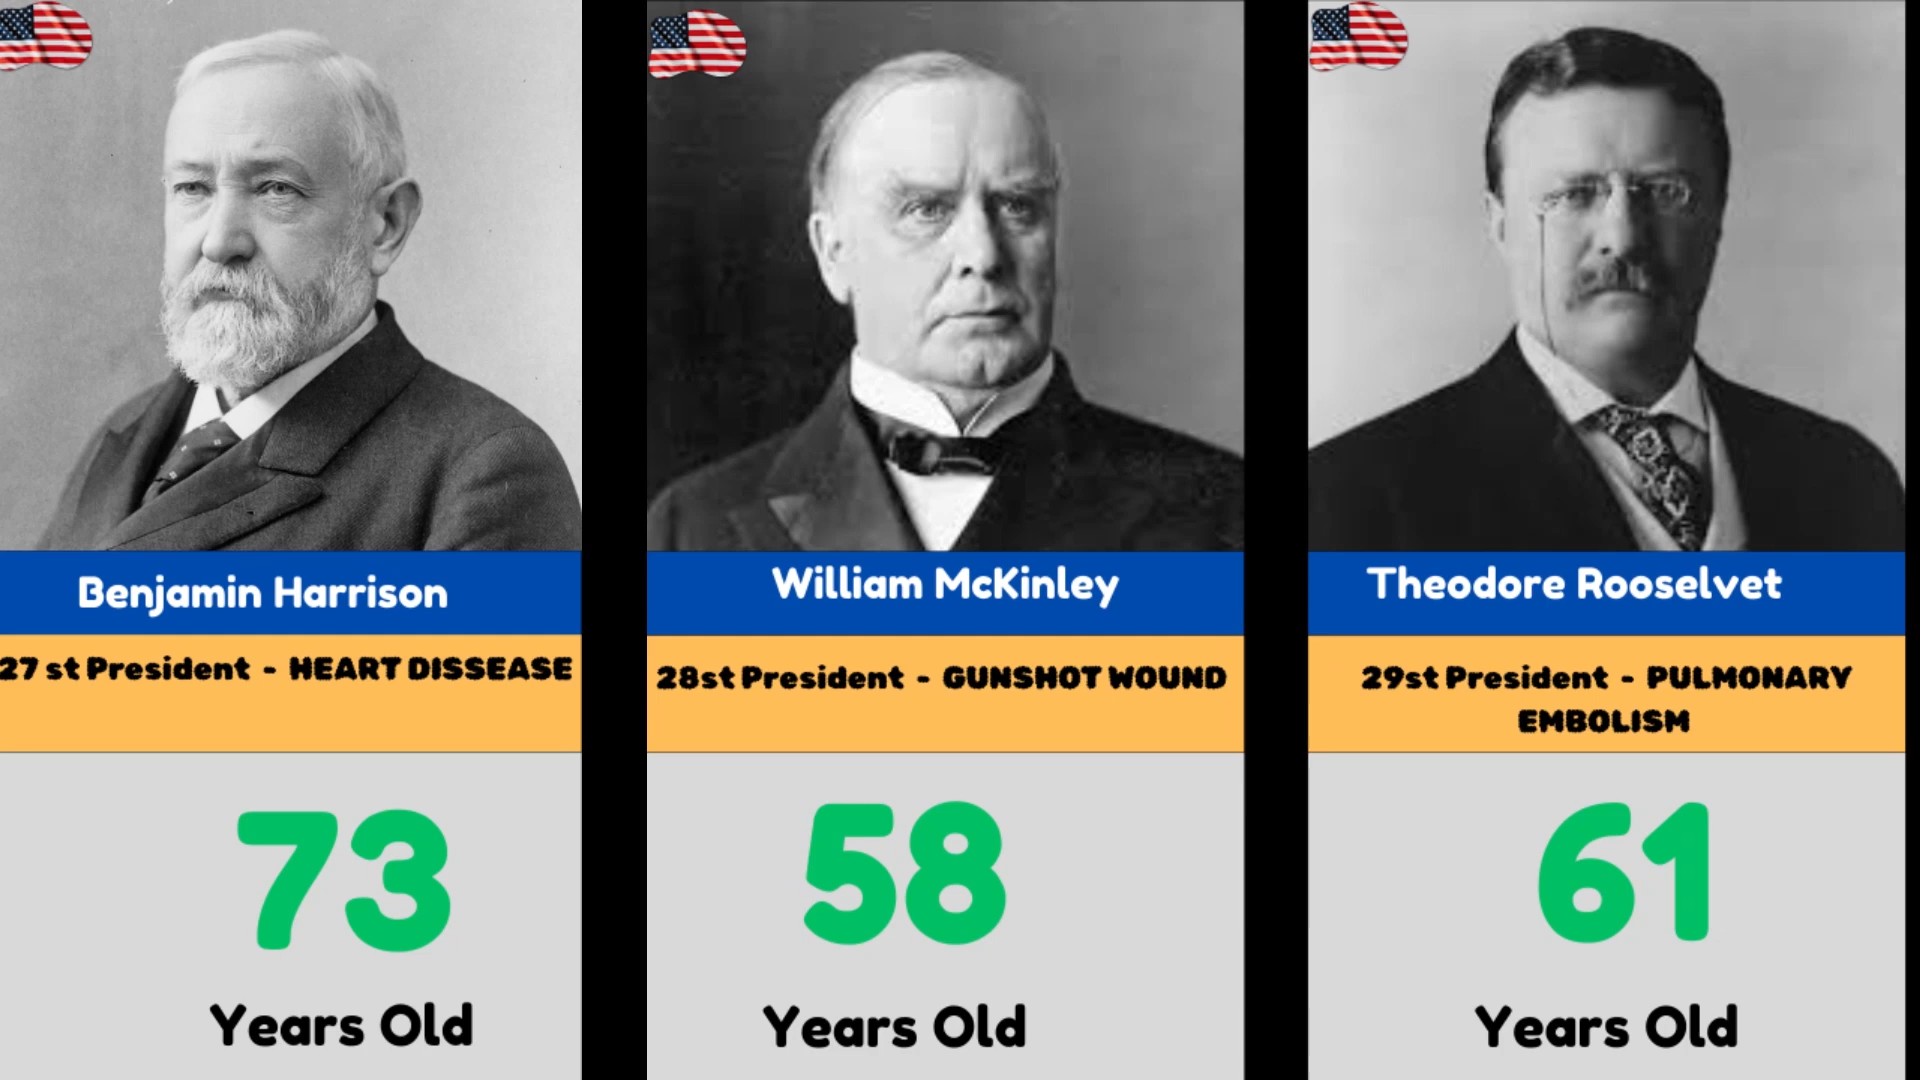 Benjamin Harrison
27 st President - HEART DISSEASE
73
Years Old
William McKinley
28st President - GUNSHOT WOUND
58
Years Old
Theodore Rooselvet
29st President - PULMONARY
EMBOLISM
61
Years Old